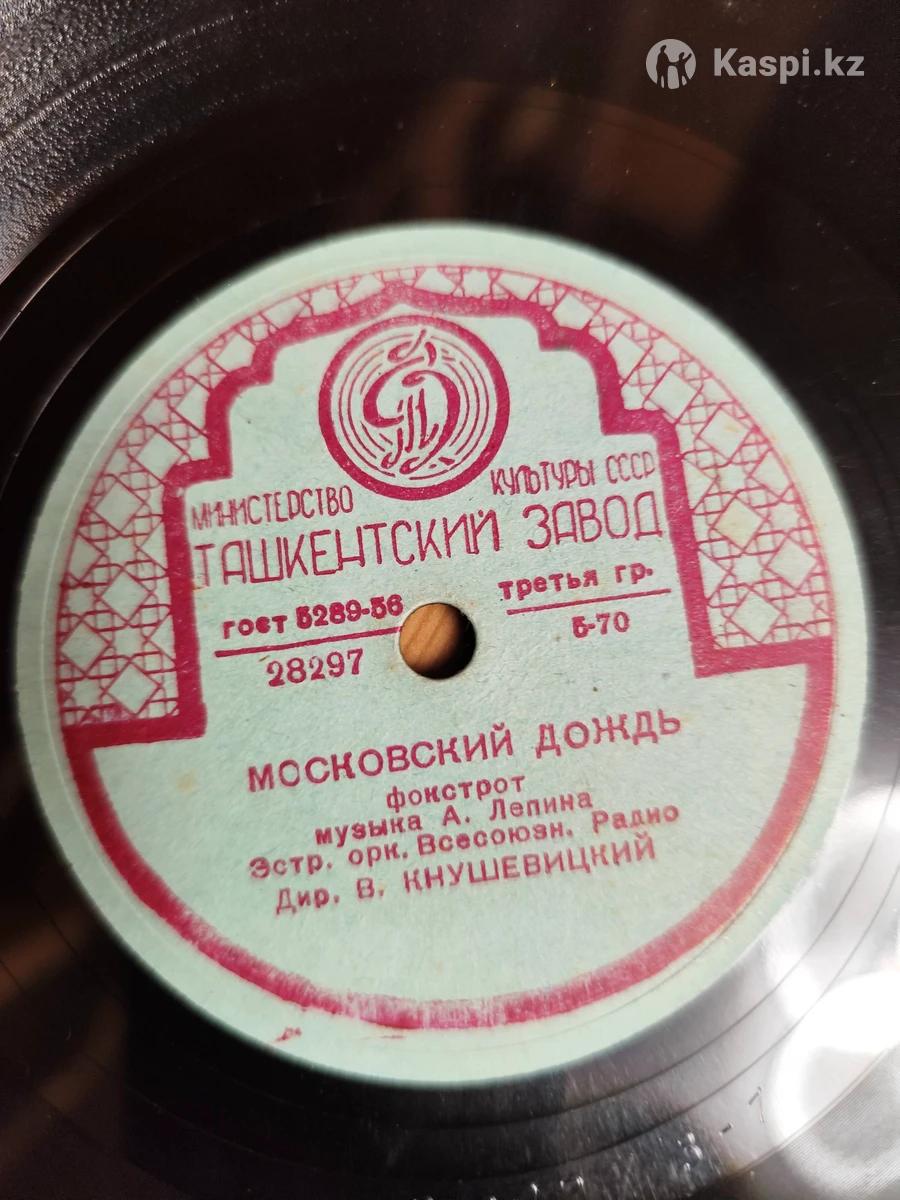 Kaspi.kz
МИНИСТЕРСТВО КУЛЬТУРЫ СССР
ТАШКЕНТСКИЙ ЗАВОД
гост 5289-56 третья гр.
28297 Б-70
МОСКОВСКИЙ ДОЖДЬ
фокстрот
музыка А. Лепина
Эстр. орк. Всесоюзн. Радио
Дир. В. КНУШЕВИЦКИЙ